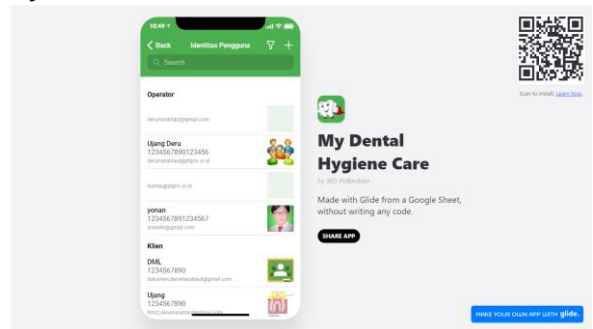 10:49
Back Identitas Pengguna
Search
Operator
Ujang Deru
1234567890123456
yonan
1234567891234567
Klien
DML
1234567890
Ujang
1234567890
My Dental
Hygiene Care
Made with Glide from a Google Sheet,
without writing any code.
SHARE APP
Scan to install. Learn how.
MAKE YOUR OWN APP WITH glide.